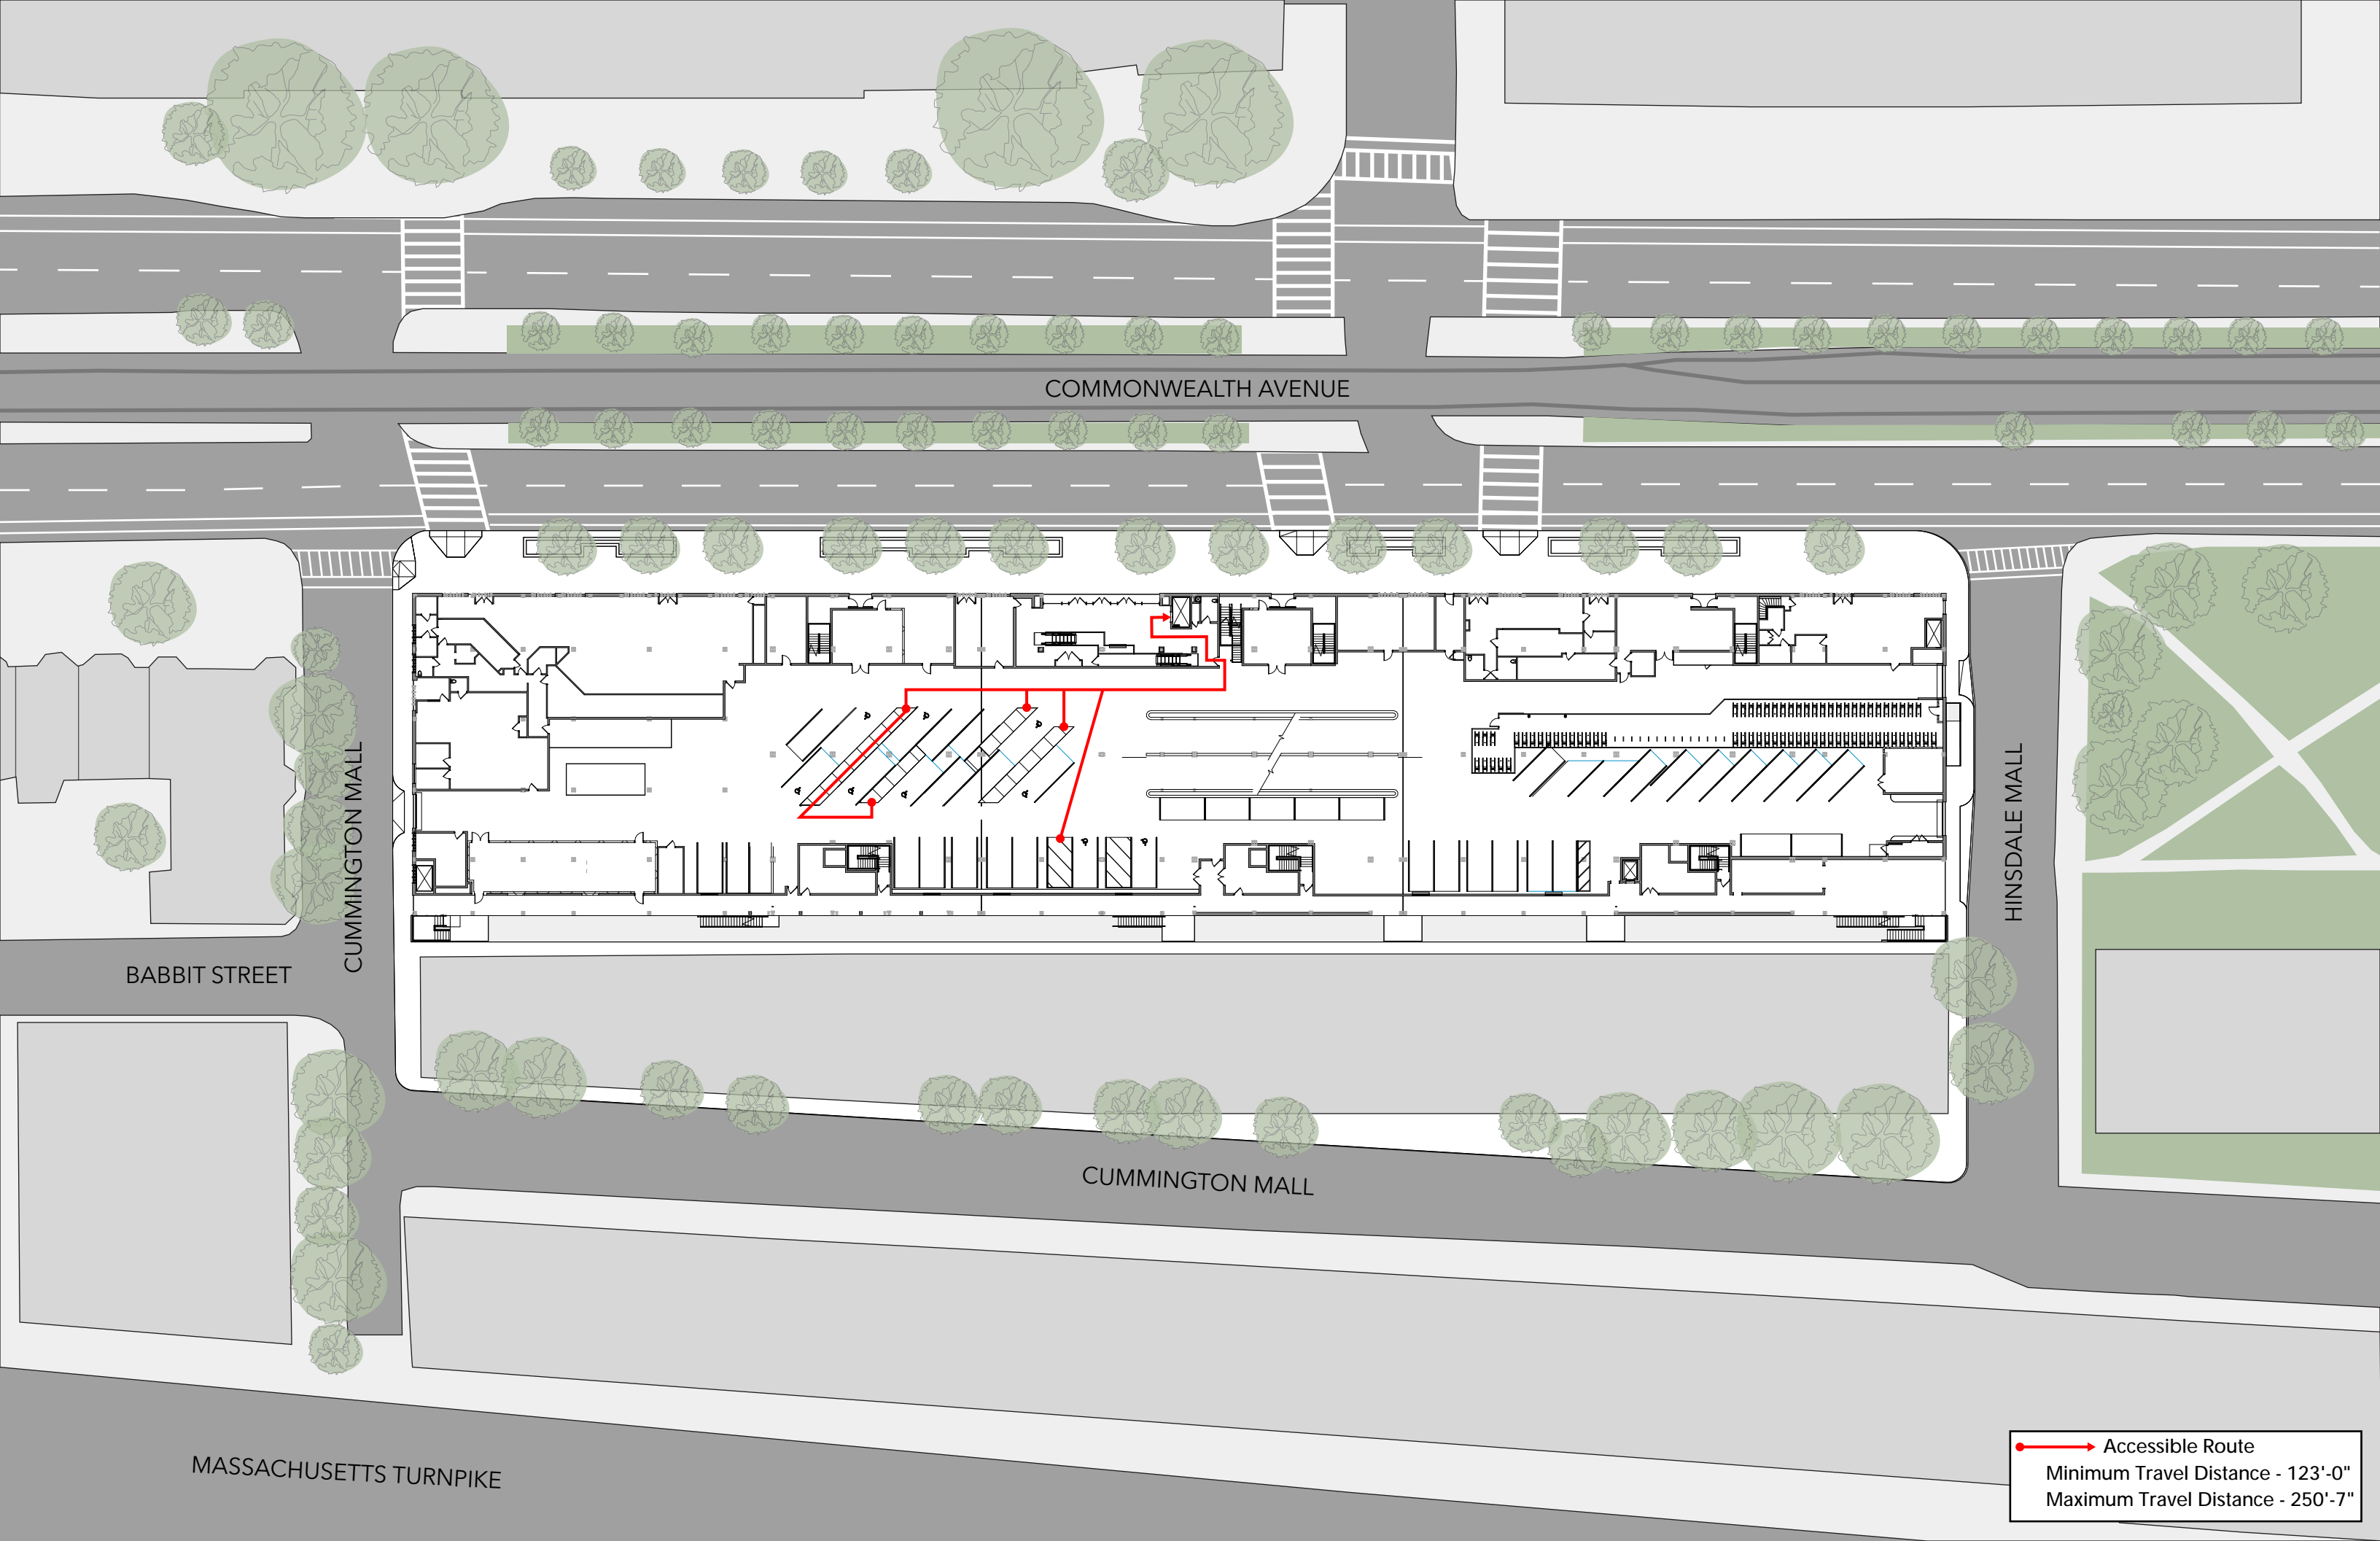 COMMONWEALTH AVENUE
CUMMINGTON MALL
HINSDALE MALL
BABBIT STREET
CUMMINGTON MALL
MASSACHUSETTS TURNPIKE
Accessible Route
Minimum Travel Distance - 123'-0"
Maximum Travel Distance - 250'-7"